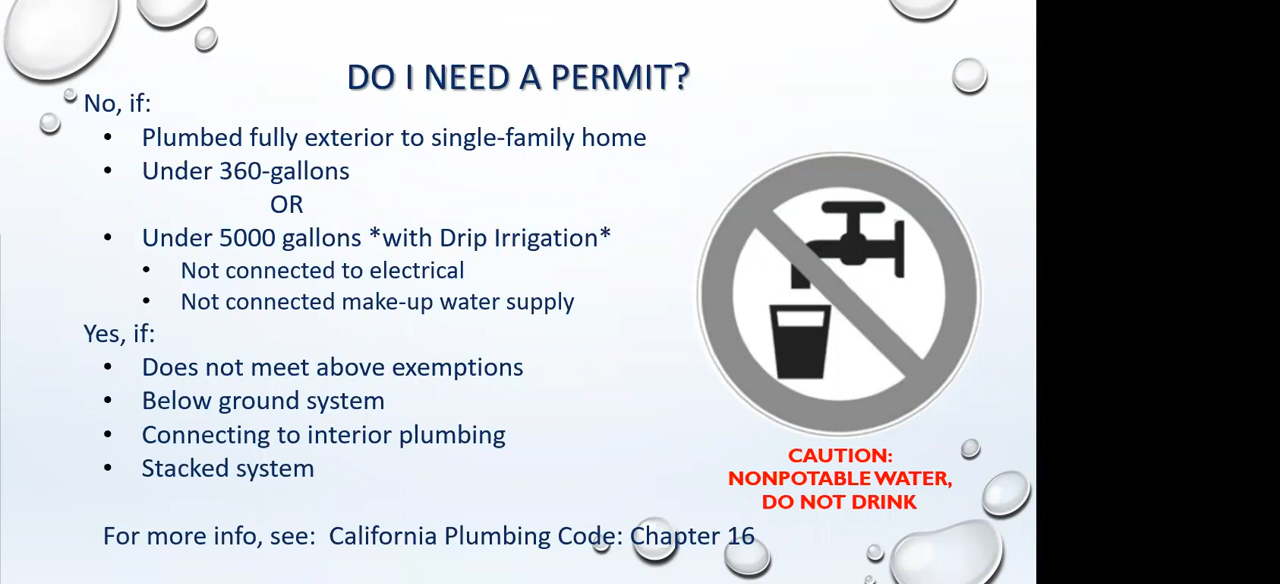 DO I NEED A PERMIT?
No, if:
• Plumbed fully exterior to single-family home
• Under 360-gallons
OR
• Under 5000 gallons *with Drip Irrigation*
• Not connected to electrical
• Not connected make-up water supply
Yes, if:
• Does not meet above exemptions
• Below ground system
• Connecting to interior plumbing
• Stacked system
CAUTION:
NONPOTABLE WATER,
DO NOT DRINK
For more info, see: California Plumbing Code: Chapter 16